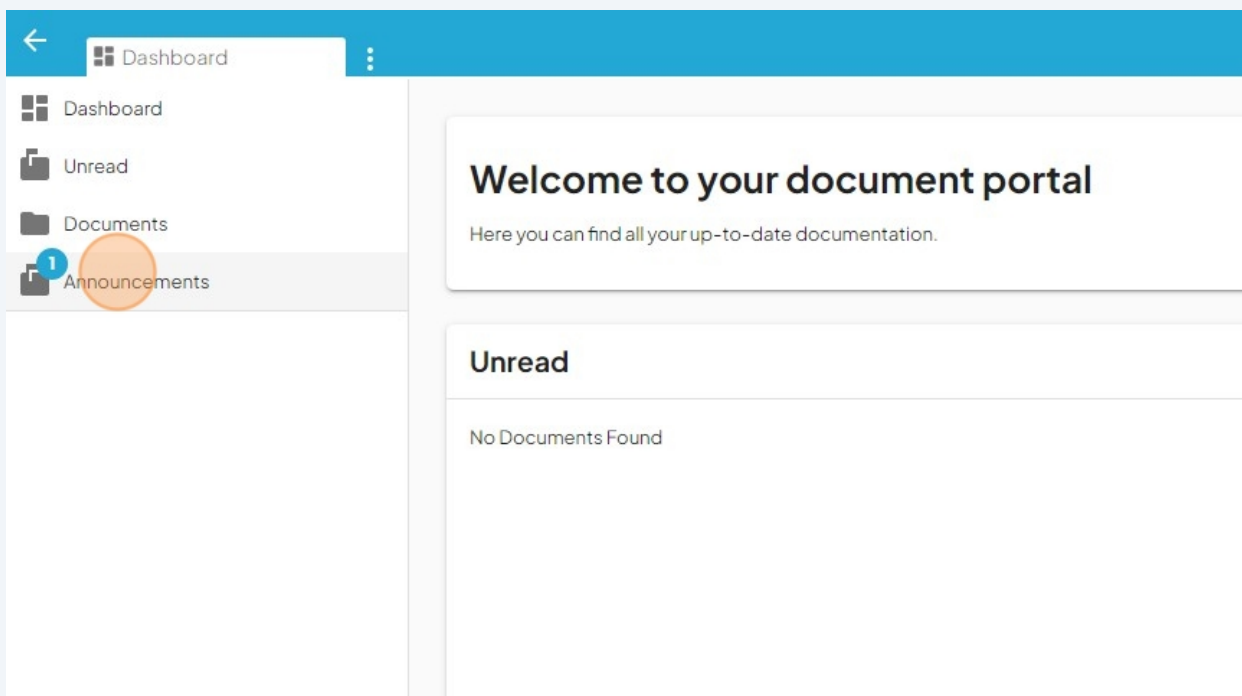 Dashboard
Dashboard
Unread
Documents
1
Announcements
Welcome to your document portal
Here you can find all your up-to-date documentation.
Unread
No Documents Found